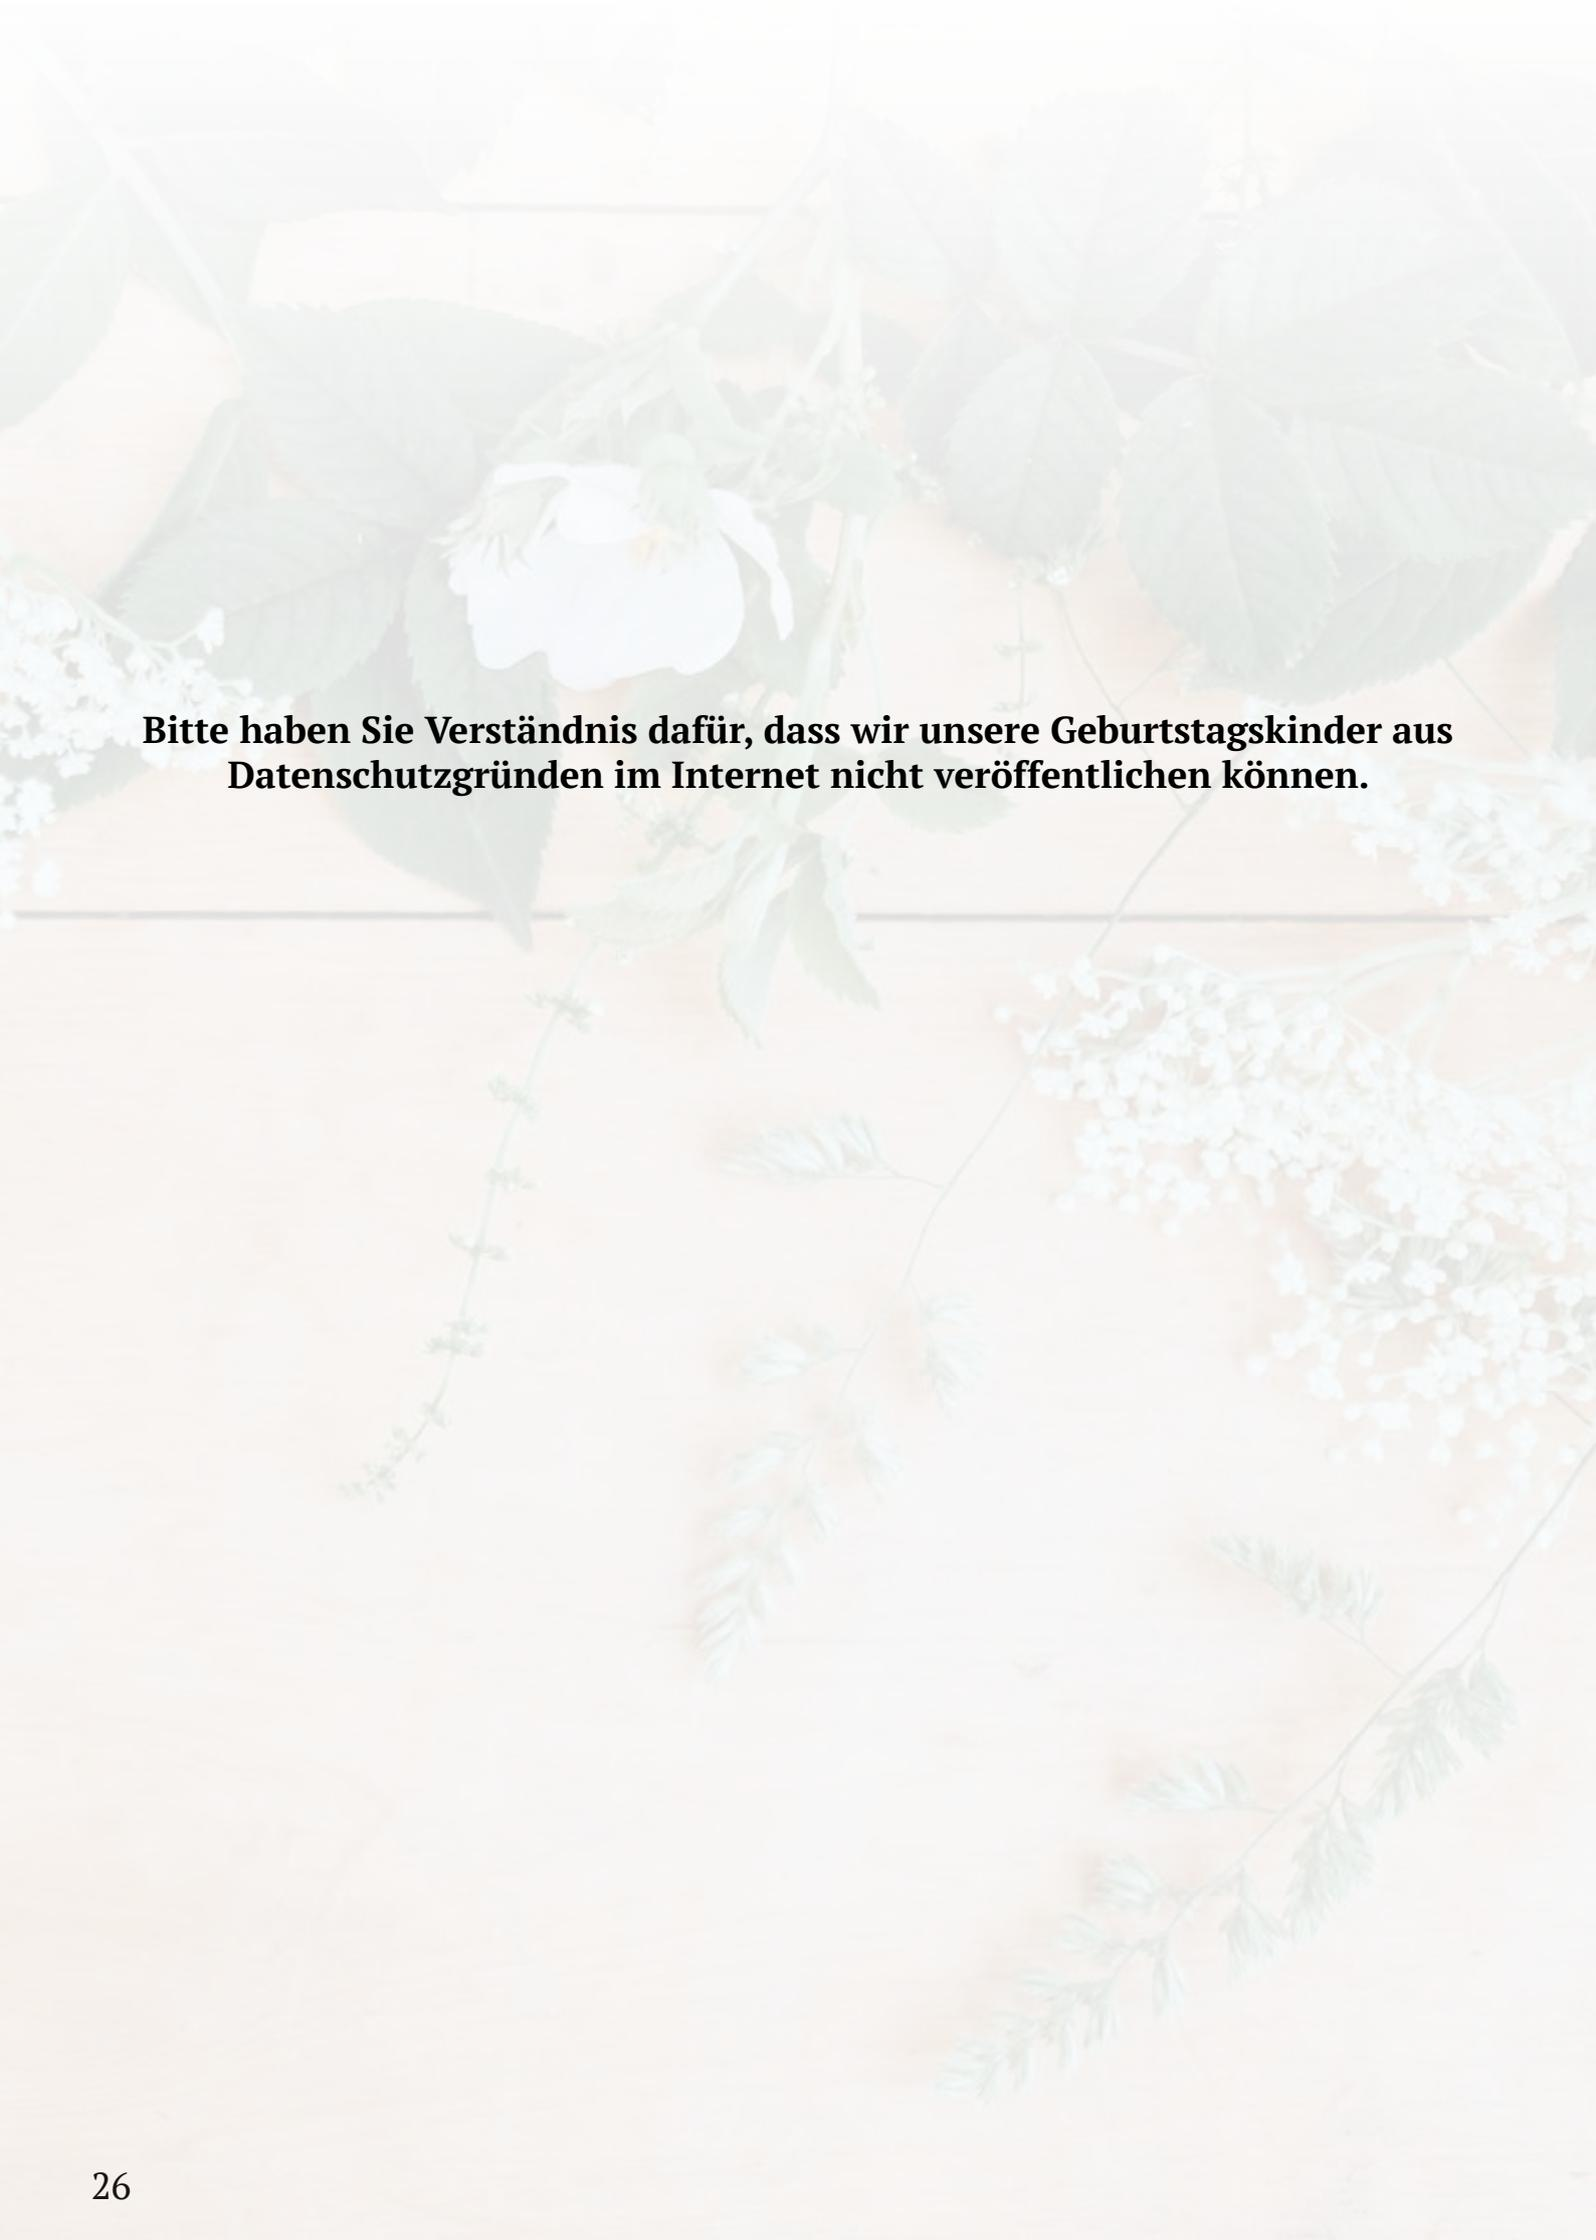 Bitte haben Sie Verständnis dafür, dass wir unsere Geburtstagskinder aus
Datenschutzgründen im Internet nicht veröffentlichen können.
26